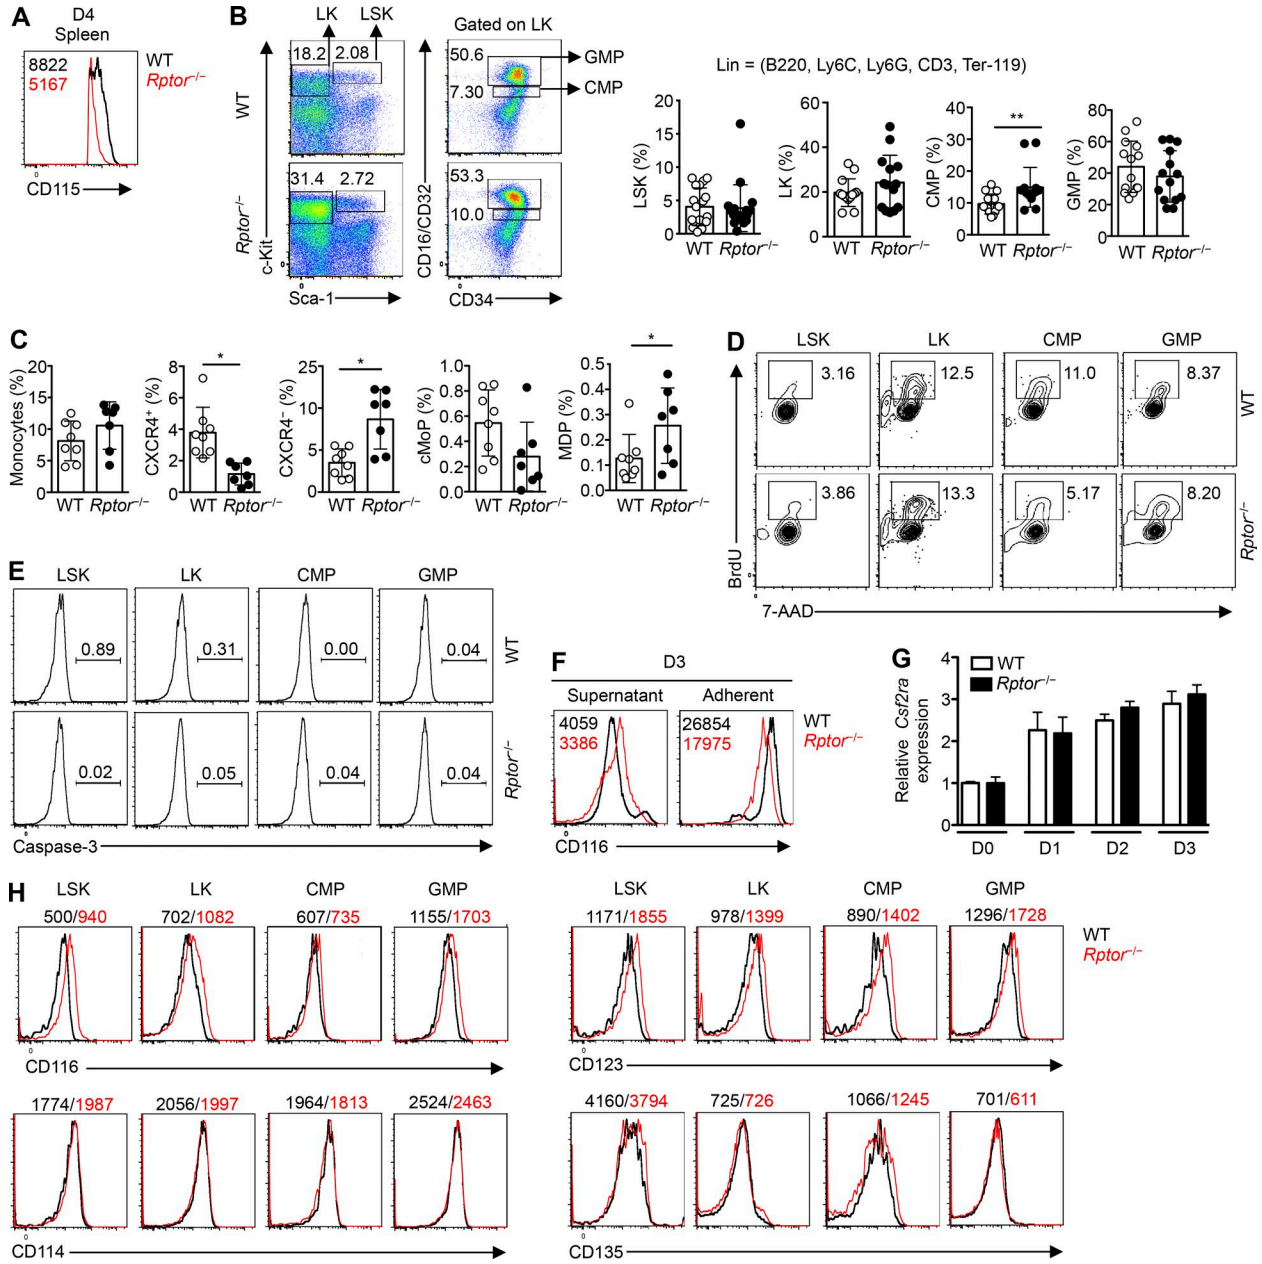 A
D4
Spleen
8822
5167
WT
Rptor−/−
CD115
B
LK
LSK
Gated on LK
18.2
2.08
50.6
GMP
7.30
CMP
WT
31.4
2.72
53.3
10.0
Rptor−/−
c-Kit
CD16/CD32
Sca-1
CD34
Lin = (B220, Ly6C, Ly6G, CD3, Ter-119)
LSK (%)
20
15
10
5
0
WT Rptor−/−
LK (%)
60
40
20
0
WT Rptor−/−
CMP (%)
40
30
20
10
0
**
WT Rptor−/−
GMP (%)
80
60
20
20
0
WT Rptor−/−
C
Monocytes (%)
20
15
10
5
0
WT Rptor−/−
CXCR4+ (%)
8
6
4
2
0
*
WT Rptor−/−
CXCR4− (%)
25
10
5
0
*
WT Rptor−/−
cMoP (%)
1.0
0.8
0.6
0.4
0.2
0.0
WT Rptor−/−
MDP (%)
0.5
0.4
0.3
0.2
0.1
0.0
*
WT Rptor−/−
D
LSK LK CMP GMP
3.16 12.5 11.0 8.37
WT
3.86 13.3 5.17 8.20
Rptor−/−
BrdU
0
7-AAD
E
LSK LK CMP GMP
0.89 0.31 0.00 0.04
WT
0.02 0.05 0.04 0.04
Rptor−/−
0
Caspase-3
F
D3
Supernatant Adherent
4059 26854
3386 17975
WT
Rptor−/−
0
CD116
G
WT
Rptor−/−
Relative Csf2ra
expression
4
3
2
1
0
D0 D1 D2 D3
H
LSK LK CMP GMP
500/940 702/1082 607/735 1155/1703
0
CD116
1774/1987 2056/1997 1964/1813 2524/2463
CD114
LSK LK CMP GMP
1171/1855 978/1399 890/1402 1296/1728
WT
Rptor−/−
0
CD123
4160/3794 725/726 1066/1245 701/611
0
CD135